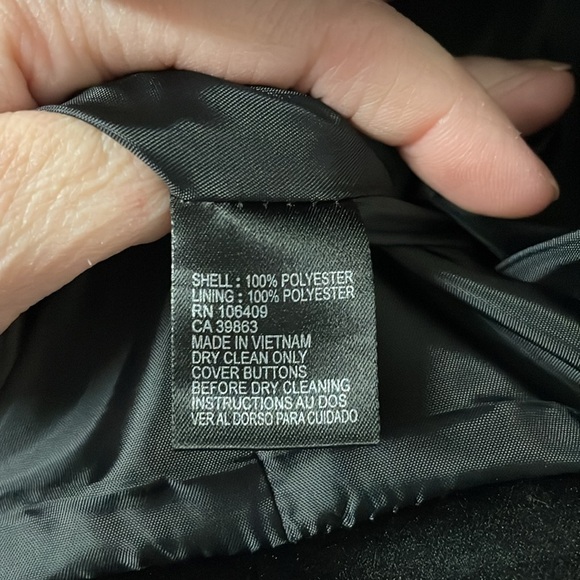 SHELL : 100% POLYESTER
LINING : 100% POLYESTER
RN 106409
CA 39863
MADE IN VIETNAM
DRY CLEAN ONLY
COVER BUTTONS
BEFORE DRY CLEANING
INSTRUCTIONS AU DOS
VER AL DORSO PARA CUIDADO